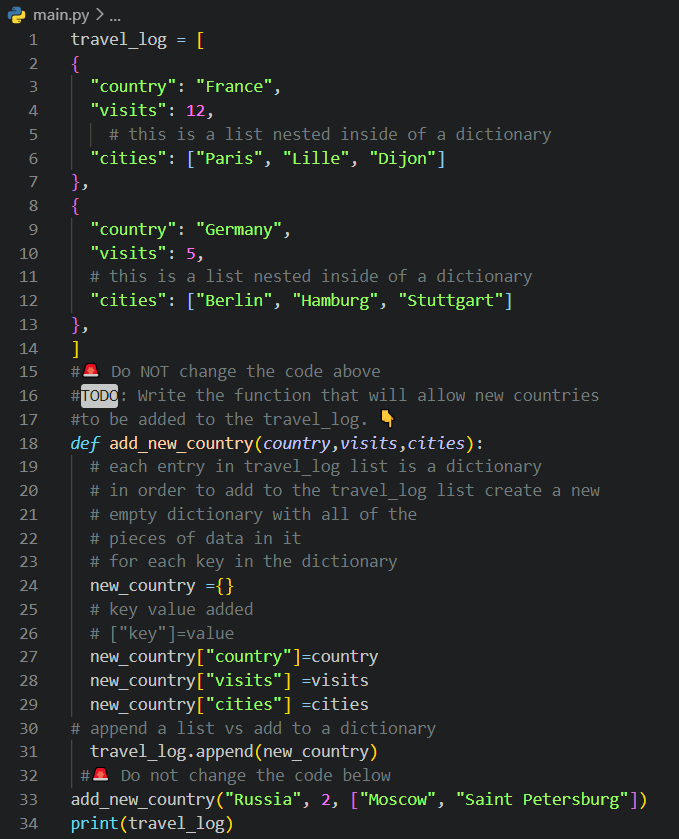 main.py > ...
1 travel_log = [
2 {
3   "country": "France",
4   "visits": 12,
5     # this is a list nested inside of a dictionary
6   "cities": ["Paris", "Lille", "Dijon"]
7 },
8 {
9   "country": "Germany",
10   "visits": 5,
11   # this is a list nested inside of a dictionary
12   "cities": ["Berlin", "Hamburg", "Stuttgart"]
13 },
14 ]
15 #🚨 Do NOT change the code above
16 #TODO: Write the function that will allow new countries
17 #to be added to the travel_log. 👇
18 def add_new_country(country,visits,cities):
19   # each entry in travel_log list is a dictionary
20   # in order to add to the travel_log list create a new
21   # empty dictionary with all of the
22   # pieces of data in it
23   # for each key in the dictionary
24   new_country ={}
25   # key value added
26   # ["key"]=value
27   new_country["country"]=country
28   new_country["visits"] =visits
29   new_country["cities"] =cities
30 # append a list vs add to a dictionary
31   travel_log.append(new_country)
32  #🚨 Do not change the code below
33 add_new_country("Russia", 2, ["Moscow", "Saint Petersburg"])
34 print(travel_log)